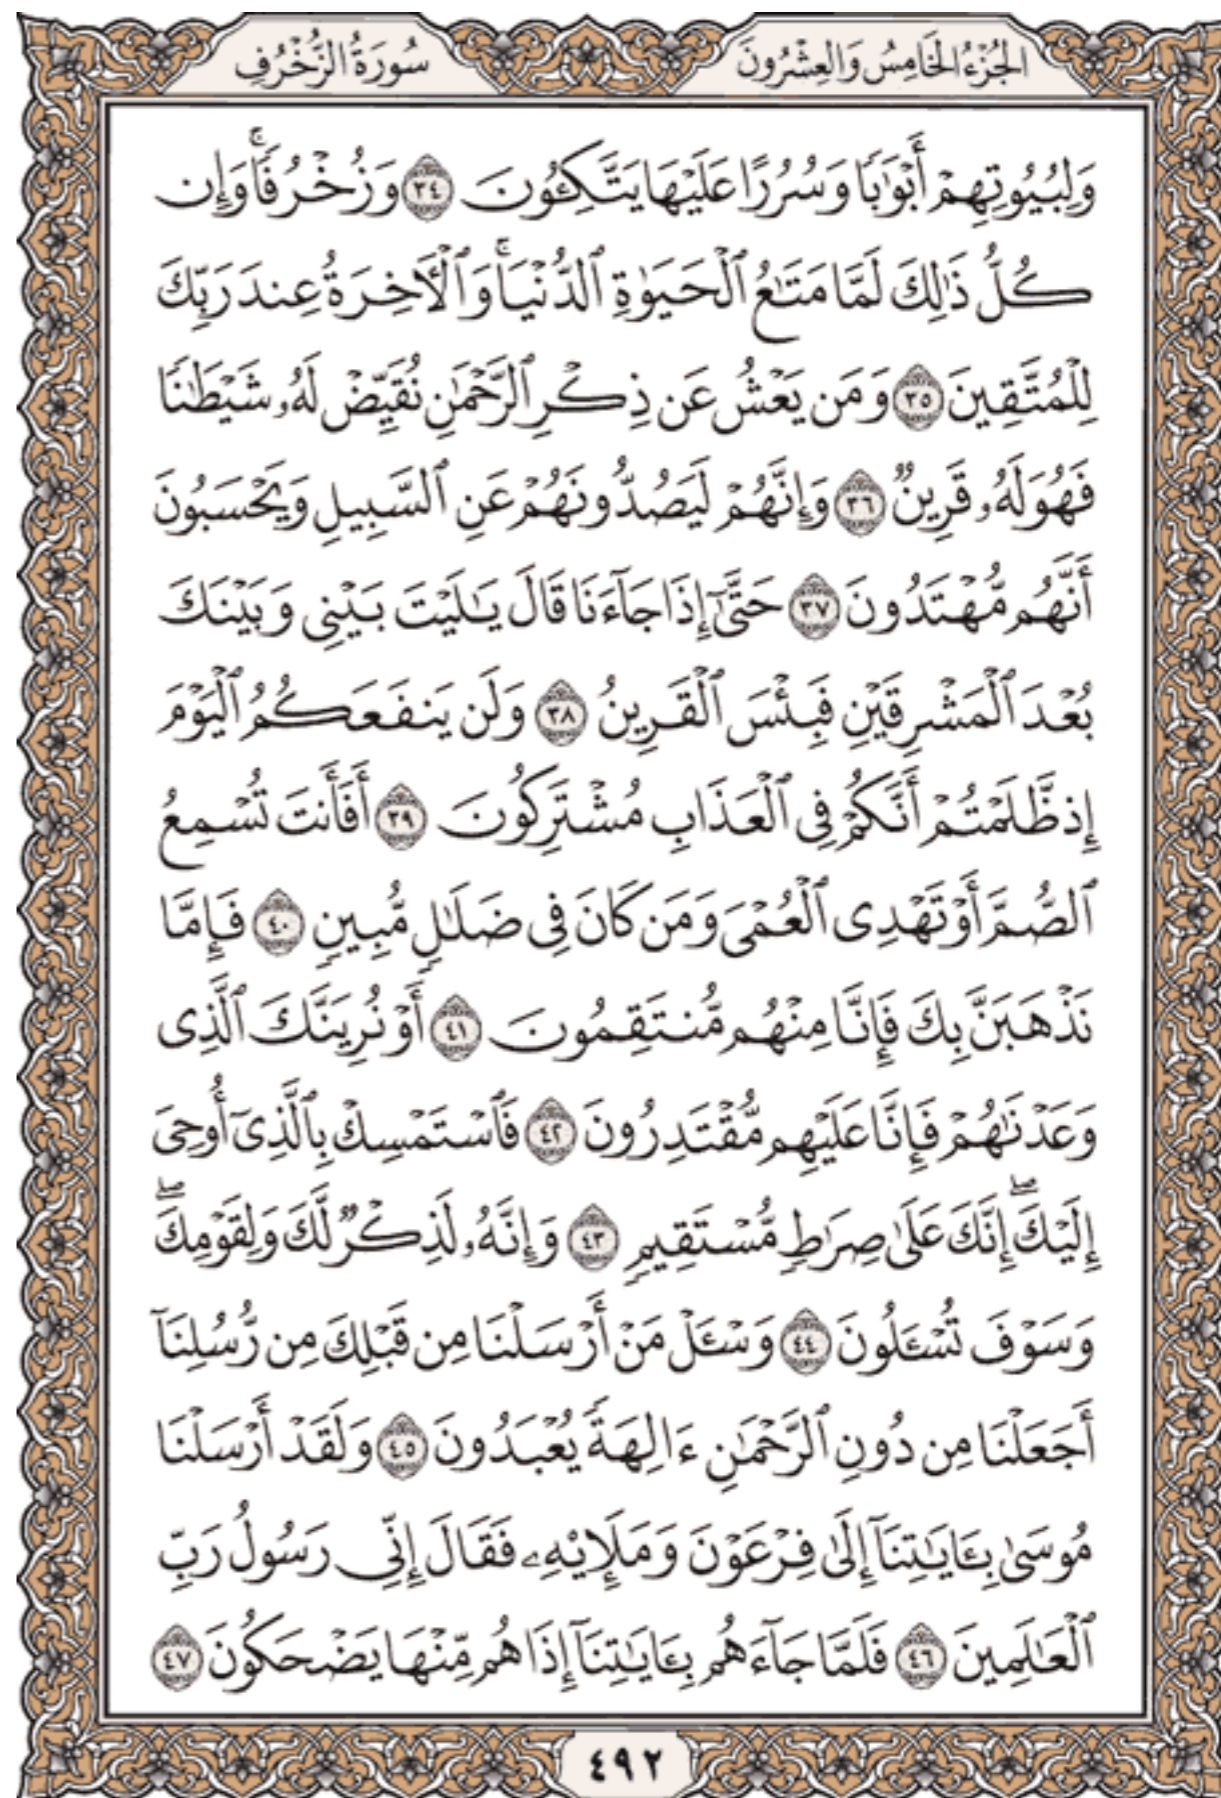 الجُزْءُ الخَامِسُ وَالعِشْرُونَ
سُورَةُ الزُّخْرُفِ
وَلِبُيُوتِهِمْ أَبْوَٰبًا وَسُرُرًا عَلَيْهَا يَتَّكِـُٔونَ ٣٤ وَزُخْرُفًاۚ وَإِن
كُلُّ ذَٰلِكَ لَمَّا مَتَٰعُ ٱلْحَيَوٰةِ ٱلدُّنْيَاۚ وَٱلْأَخِرَةُ عِندَ رَبِّكَ
لِلْمُتَّقِينَ ٣٥ وَمَن يَعْشُ عَن ذِكْرِ ٱلرَّحْمَٰنِ نُقَيِّضْ لَهُۥ شَيْطَٰنًا
فَهُوَ لَهُۥ قَرِينٌ ٣٦ وَإِنَّهُمْ لَيَصُدُّونَهُمْ عَنِ ٱلسَّبِيلِ وَيَحْسَبُونَ
أَنَّهُم مُّهْتَدُونَ ٣٧ حَتَّىٰٓ إِذَا جَآءَنَا قَالَ يَٰلَيْتَ بَيْنِى وَبَيْنَكَ
بُعْدَ ٱلْمَشْرِقَيْنِ فَبِئْسَ ٱلْقَرِينُ ٣٨ وَلَن يَنفَعَكُمُ ٱلْيَوْمَ
إِذ ظَّلَمْتُمْ أَنَّكُمْ فِى ٱلْعَذَابِ مُشْتَرِكُونَ ٣٩ أَفَأَنتَ تُسْمِعُ
ٱلصُّمَّ أَوْ تَهْدِى ٱلْعُمْىَ وَمَن كَانَ فِى ضَلَٰلٍ مُّبِينٍ ٤٠ فَإِمَّا
نَذْهَبَنَّ بِكَ فَإِنَّا مِنْهُم مُّنتَقِمُونَ ٤١ أَوْ نُرِيَنَّكَ ٱلَّذِى
وَعَدْنَٰهُمْ فَإِنَّا عَلَيْهِم مُّقْتَدِرُونَ ٤٢ فَٱسْتَمْسِكْ بِٱلَّذِىٓ أُوحِىَ
إِلَيْكَۖ إِنَّكَ عَلَىٰ صِرَٰطٍ مُّسْتَقِيمٍ ٤٣ وَإِنَّهُۥ لَذِكْرٌ لَّكَ وَلِقَوْمِكَۖ
وَسَوْفَ تُسْـَٔلُونَ ٤٤ وَسْـَٔلْ مَنْ أَرْسَلْنَا مِن قَبْلِكَ مِن رُّسُلِنَآ
أَجَعَلْنَا مِن دُونِ ٱلرَّحْمَٰنِ ءَالِهَةً يُعْبَدُونَ ٤٥ وَلَقَدْ أَرْسَلْنَا
مُوسَىٰ بِـَٔايَٰتِنَآ إِلَىٰ فِرْعَوْنَ وَمَلَإِيْهِۦ فَقَالَ إِنِّى رَسُولُ رَبِّ
ٱلْعَٰلَمِينَ ٤٦ فَلَمَّا جَآءَهُم بِـَٔايَٰتِنَآ إِذَا هُم مِّنْهَا يَضْحَكُونَ ٤٧
٤٩٢